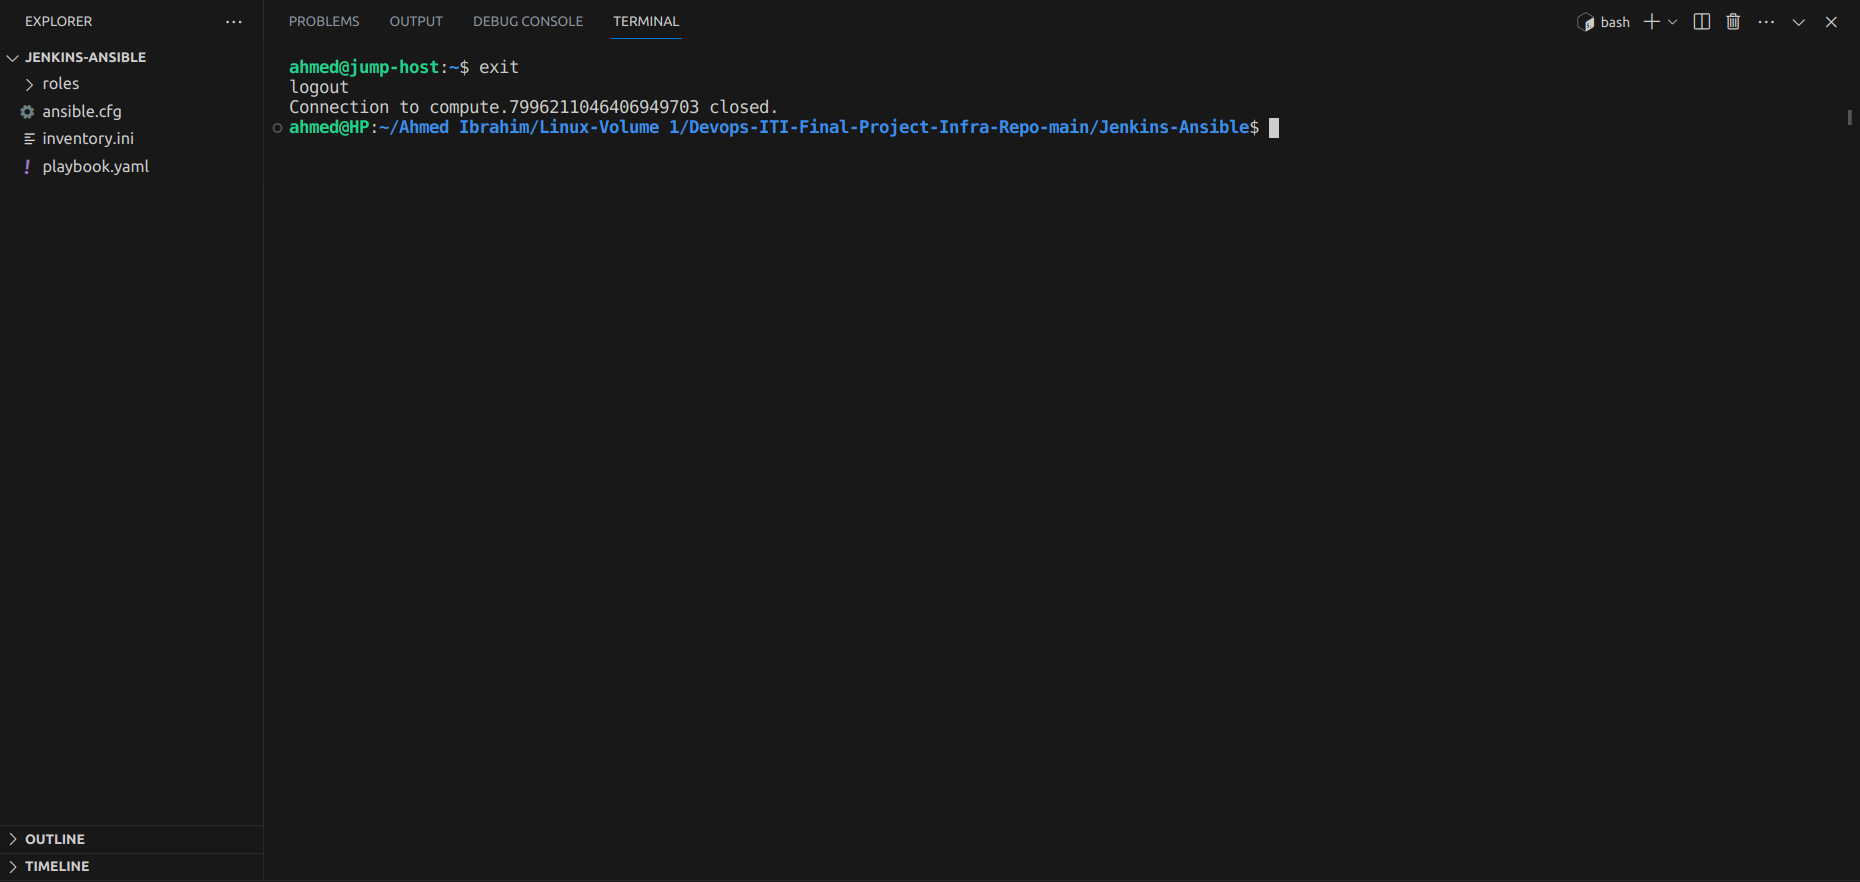 EXPLORER
JENKINS-ANSIBLE
roles
ansible.cfg
inventory.ini
playbook.yaml
OUTLINE
TIMELINE
PROBLEMS OUTPUT DEBUG CONSOLE TERMINAL
bash
ahmed@jump-host:~$ exit
logout
Connection to compute.7996211046406949703 closed.
ahmed@HP:~/Ahmed Ibrahim/Linux-Volume 1/Devops-ITI-Final-Project-Infra-Repo-main/Jenkins-Ansible$